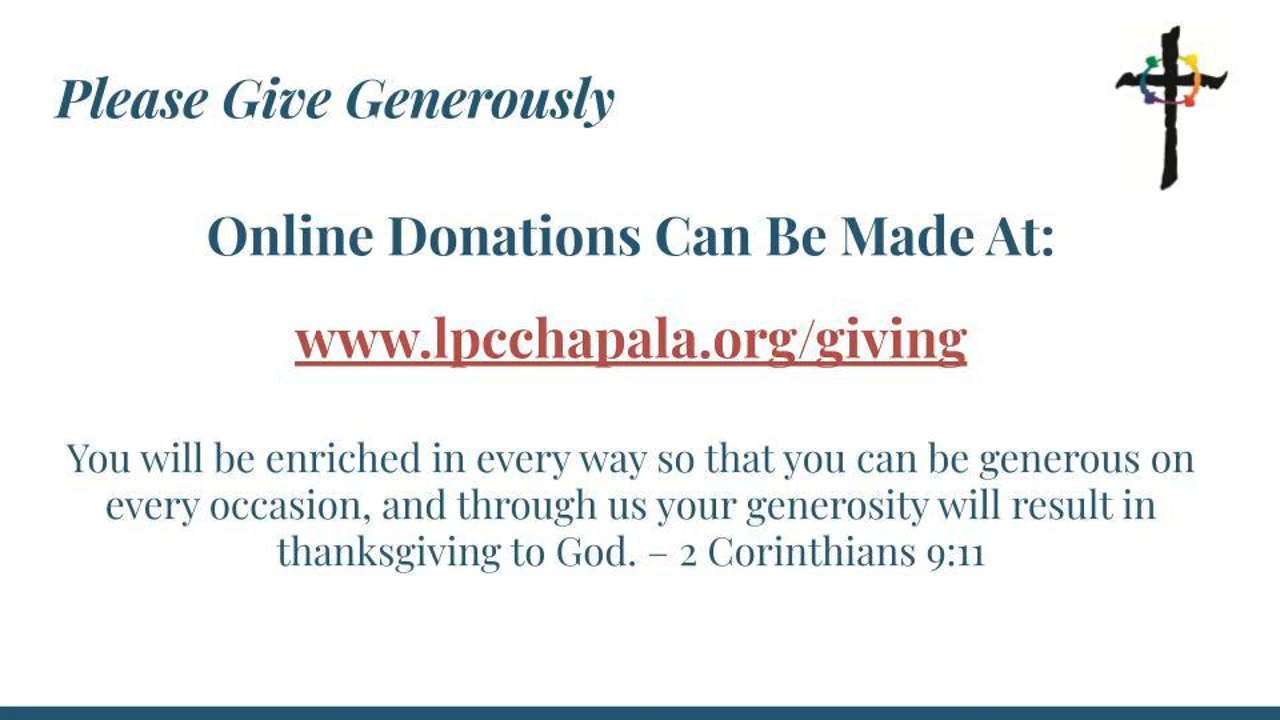 Please Give Generously
Online Donations Can Be Made At:
www.lpcchapala.org/giving
You will be enriched in every way so that you can be generous on
every occasion, and through us your generosity will result in
thanksgiving to God. – 2 Corinthians 9:11